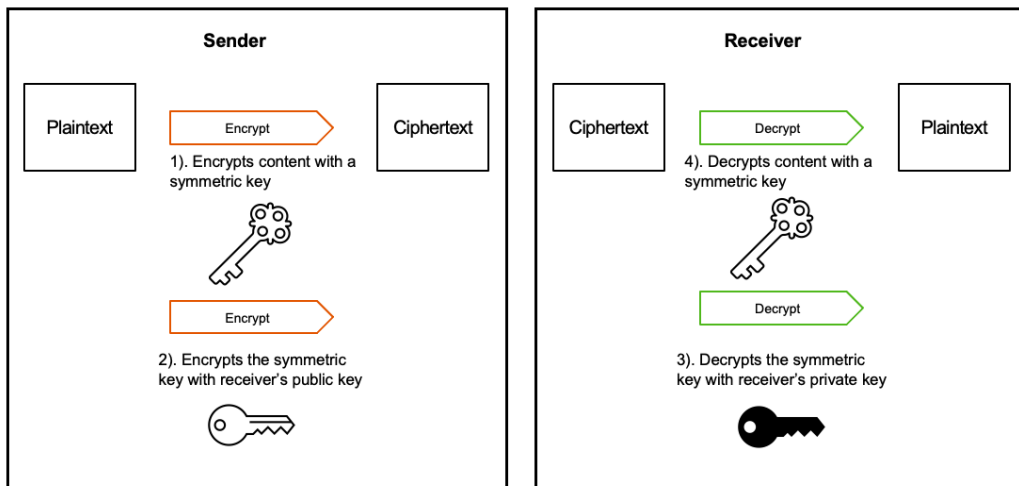 Sender
Plaintext
Encrypt
Ciphertext
1). Encrypts content with a
symmetric key
Encrypt
2). Encrypts the symmetric
key with receiver's public key
Receiver
Ciphertext
Decrypt
Plaintext
4). Decrypts content with a
symmetric key
Decrypt
3). Decrypts the symmetric
key with receiver's private key